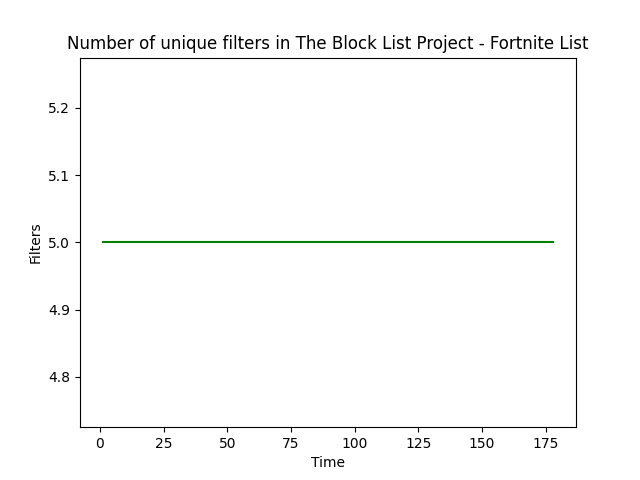 Number of unique filters in The Block List Project - Fortnite List
5.2
5.1
5.0
4.9
4.8
Filters
0 25 50 75 100 125 150 175
Time